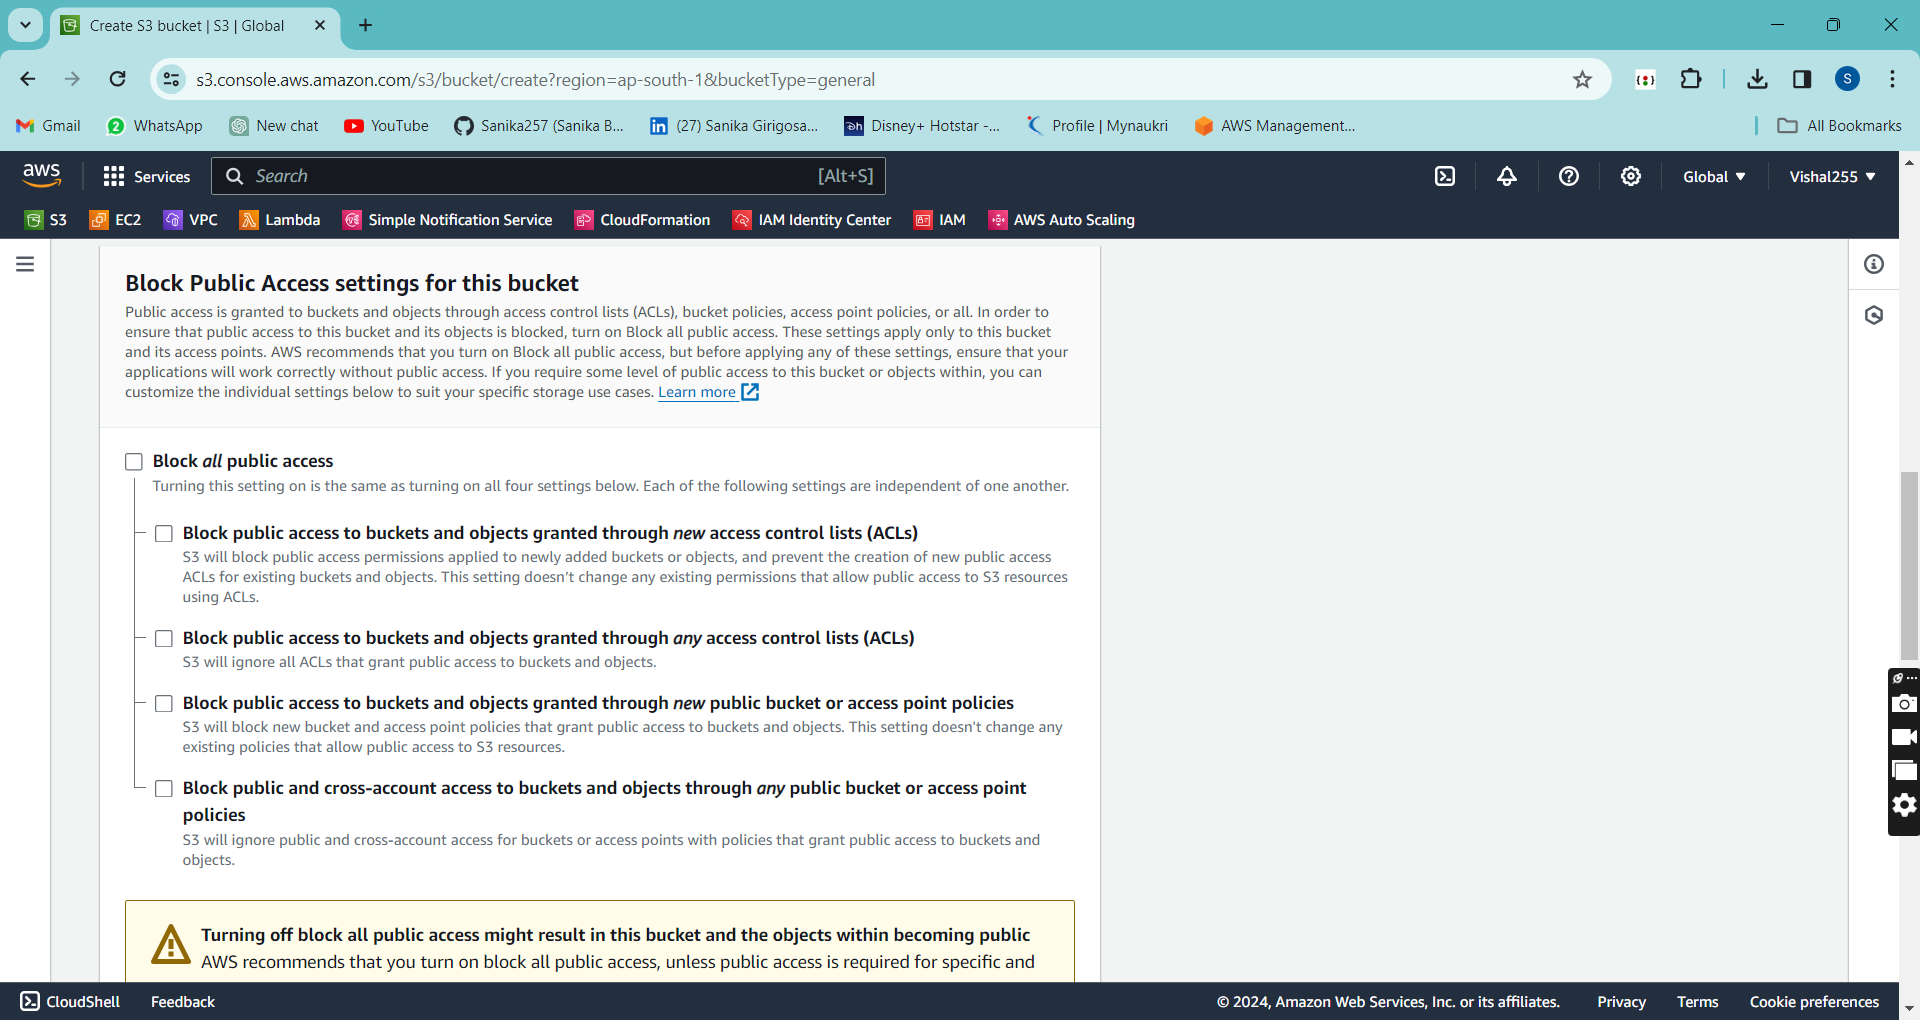 Create S3 bucket | S3 | Global
s3.console.aws.amazon.com/s3/bucket/create?region=ap-south-1&bucketType=general
S
Gmail
2
WhatsApp
New chat
YouTube
Sanika257 (Sanika B...
(27) Sanika Girigosa...
Disney+ Hotstar -...
Profile | Mynaukri
AWS Management...
All Bookmarks
aws
Services
Search
[Alt+S]
Global
Vishal255
S3
EC2
VPC
Lambda
Simple Notification Service
CloudFormation
IAM Identity Center
IAM
AWS Auto Scaling
Block Public Access settings for this bucket
Public access is granted to buckets and objects through access control lists (ACLs), bucket policies, access point policies, or all. In order to
ensure that public access to this bucket and its objects is blocked, turn on Block all public access. These settings apply only to this bucket
and its access points. AWS recommends that you turn on Block all public access, but before applying any of these settings, ensure that your
applications will work correctly without public access. If you require some level of public access to this bucket or objects within, you can
customize the individual settings below to suit your specific storage use cases. Learn more
Block all public access
Turning this setting on is the same as turning on all four settings below. Each of the following settings are independent of one another.
Block public access to buckets and objects granted through new access control lists (ACLs)
S3 will block public access permissions applied to newly added buckets or objects, and prevent the creation of new public access
ACLs for existing buckets and objects. This setting doesn’t change any existing permissions that allow public access to S3 resources
using ACLs.
Block public access to buckets and objects granted through any access control lists (ACLs)
S3 will ignore all ACLs that grant public access to buckets and objects.
Block public access to buckets and objects granted through new public bucket or access point policies
S3 will block new bucket and access point policies that grant public access to buckets and objects. This setting doesn't change any
existing policies that allow public access to S3 resources.
Block public and cross-account access to buckets and objects through any public bucket or access point
policies
S3 will ignore public and cross-account access for buckets or access points with policies that grant public access to buckets and
objects.
Turning off block all public access might result in this bucket and the objects within becoming public
AWS recommends that you turn on block all public access, unless public access is required for specific and
CloudShell
Feedback
© 2024, Amazon Web Services, Inc. or its affiliates.
Privacy
Terms
Cookie preferences